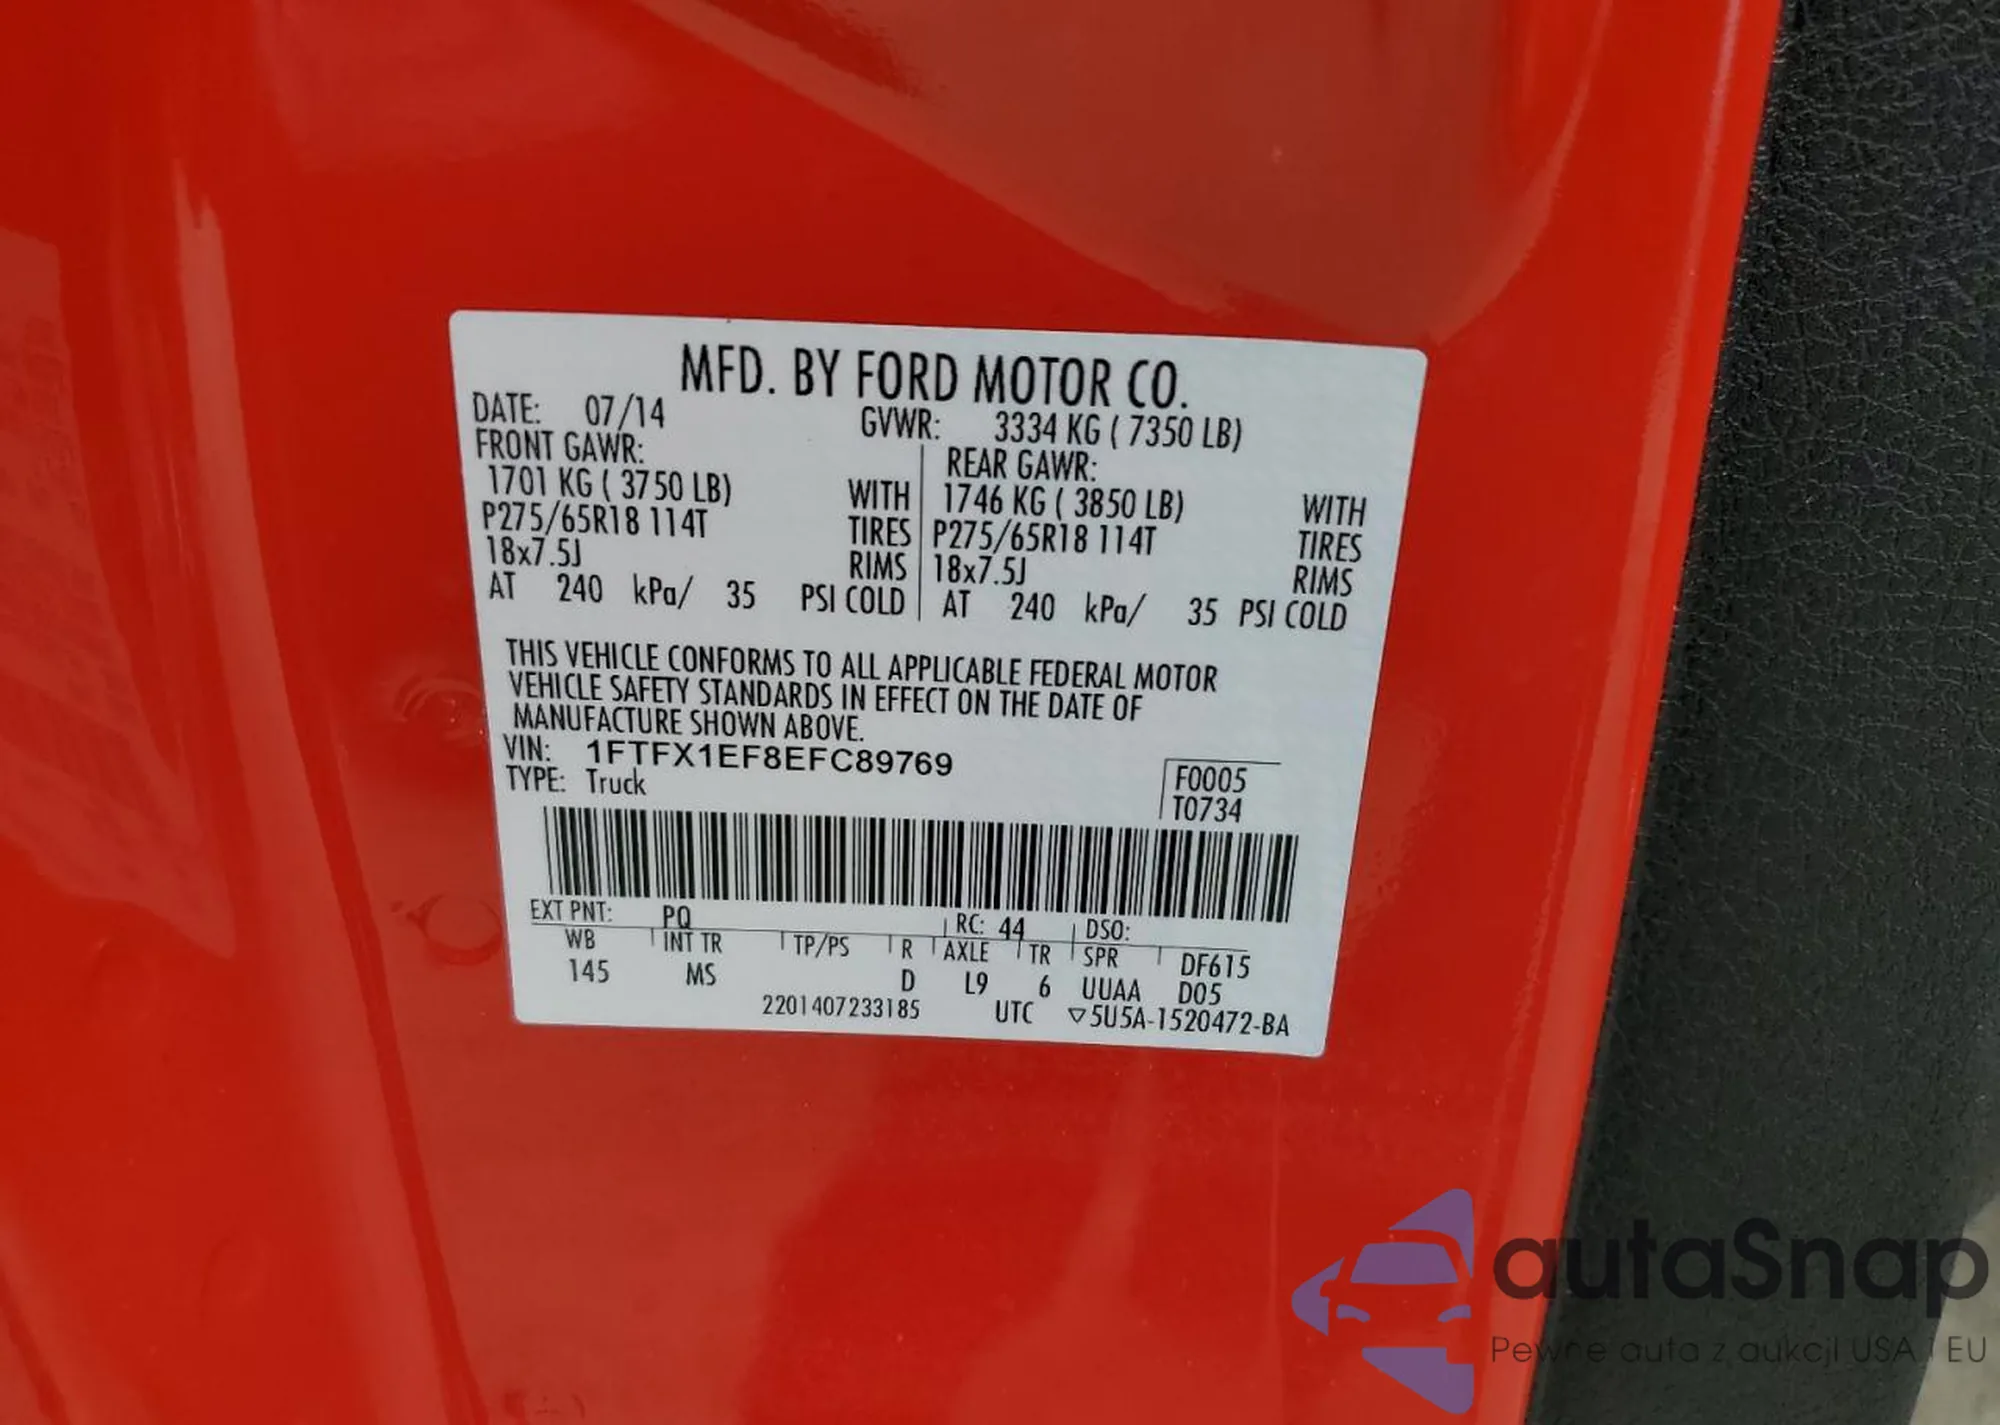 MFD. BY FORD MOTOR CO.
DATE: 07/14 GVWR: 3334 KG ( 7350 LB)
FRONT GAWR: REAR GAWR:
1701 KG ( 3750 LB) WITH 1746 KG ( 3850 LB) WITH
P275/65R18 114T TIRES P275/65R18 114T TIRES
18x7.5J RIMS 18x7.5J RIMS
AT 240 kPa/ 35 PSI COLD AT 240 kPa/ 35 PSI COLD
THIS VEHICLE CONFORMS TO ALL APPLICABLE FEDERAL MOTOR
VEHICLE SAFETY STANDARDS IN EFFECT ON THE DATE OF
MANUFACTURE SHOWN ABOVE.
VIN: 1FTFX1EF8EFC89769
TYPE: Truck
F0005
T0734
EXT PNT: PQ RC: 44 DSO:
WB INT TR TP/PS R AXLE TR SPR DF615
145 MS D L9 6 UUAA D05
2201407233185 UTC ▽5U5A-1520472-BA
autaSnap
Pewne auta z aukcji USA i EU